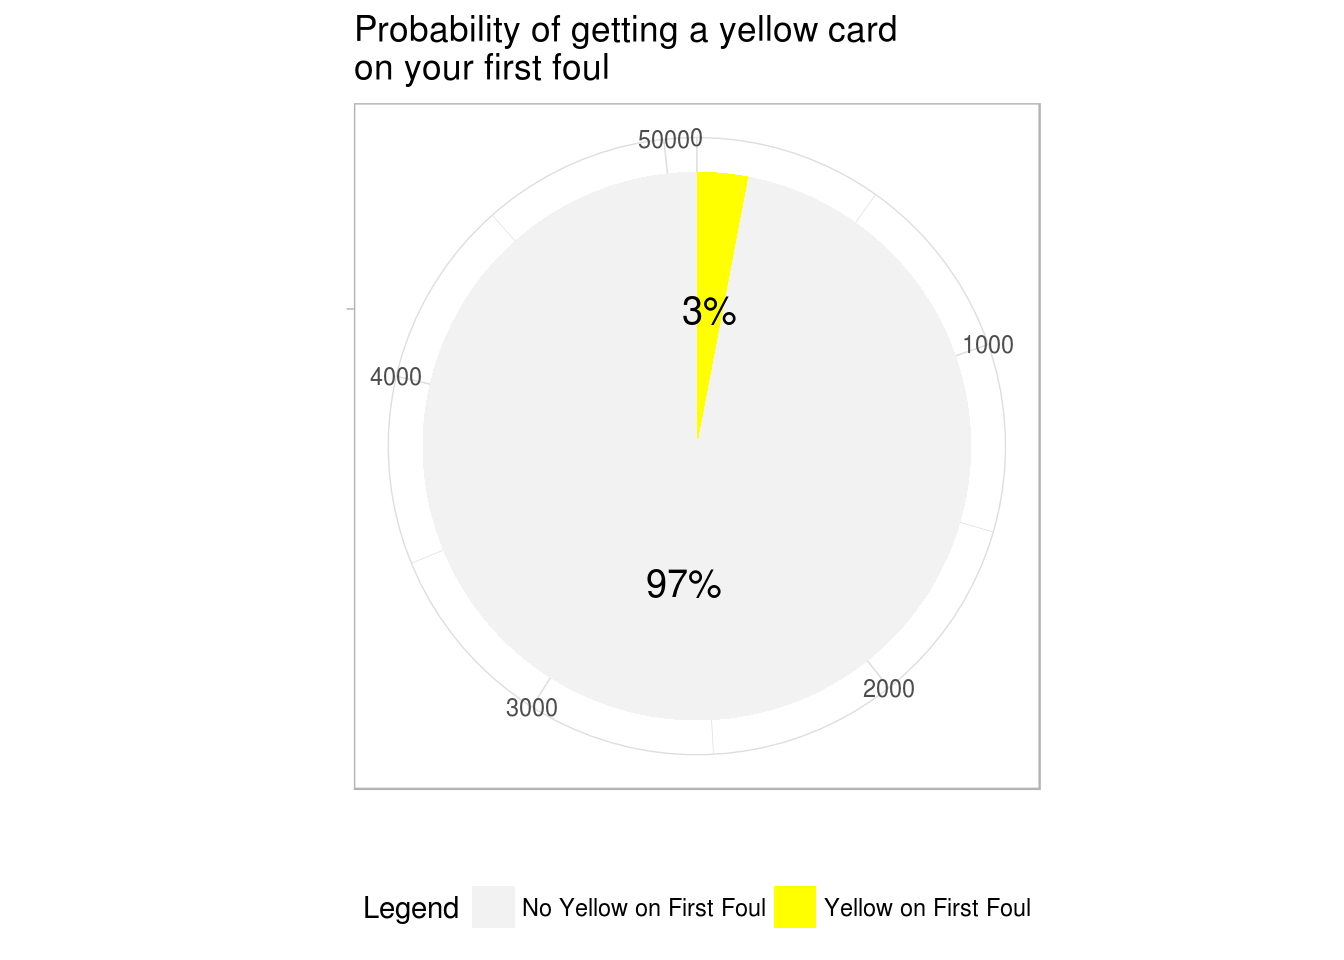 Probability of getting a yellow card
on your first foul
50000
1000
2000
3000
4000
3%
97%
Legend
No Yellow on First Foul
Yellow on First Foul